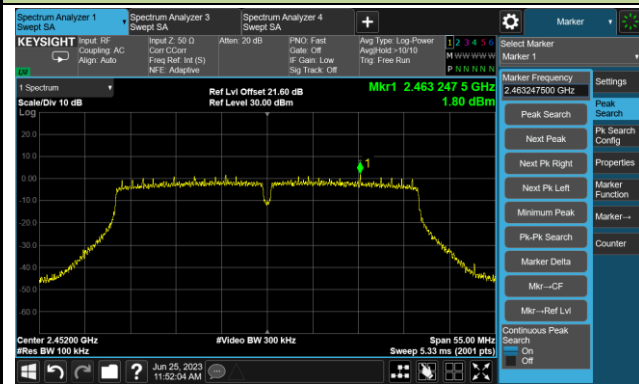 Spectrum Analyzer 1
Swept SA
Spectrum Analyzer 3
Swept SA
Spectrum Analyzer 4
Swept SA
Marker
KEYSIGHT
Input: RF
Coupling: AC
Align: Auto
Input Z: 50 Ω
Corr CCorr
Freq Ref: Int (S)
NFE: Adaptive
Atten: 20 dB
PNO: Fast
Gate: Off
IF Gain: Low
Sig Track: Off
Avg Type: Log-Power
Avg|Hold:>10/10
Trig: Free Run
1 2 3 4 5 6
M W W W W W
P N N N N N
Select Marker
Marker 1
1 Spectrum
Scale/Div 10 dB
Log
Ref Lvl Offset 21.60 dB
Ref Level 30.00 dBm
Mkr1 2.463 247 5 GHz
1.80 dBm
Marker Frequency
2.463247500 GHz
Settings
Peak Search
Peak
Search
Next Peak
Pk Search
Config
Next Pk Right
Properties
Next Pk Left
Marker
Function
Minimum Peak
Marker→
Pk-Pk Search
Counter
Marker Delta
Mkr→CF
Mkr→Ref Lvl
Continuous Peak
Search
On
Off
20.0
10.0
0.00
-10.0
-20.0
-30.0
-40.0
-50.0
-60.0
1
Center 2.45200 GHz
#Res BW 100 kHz
#Video BW 300 kHz
Span 55.00 MHz
Sweep 5.33 ms (2001 pts)
Jun 25, 2023
11:52:04 AM